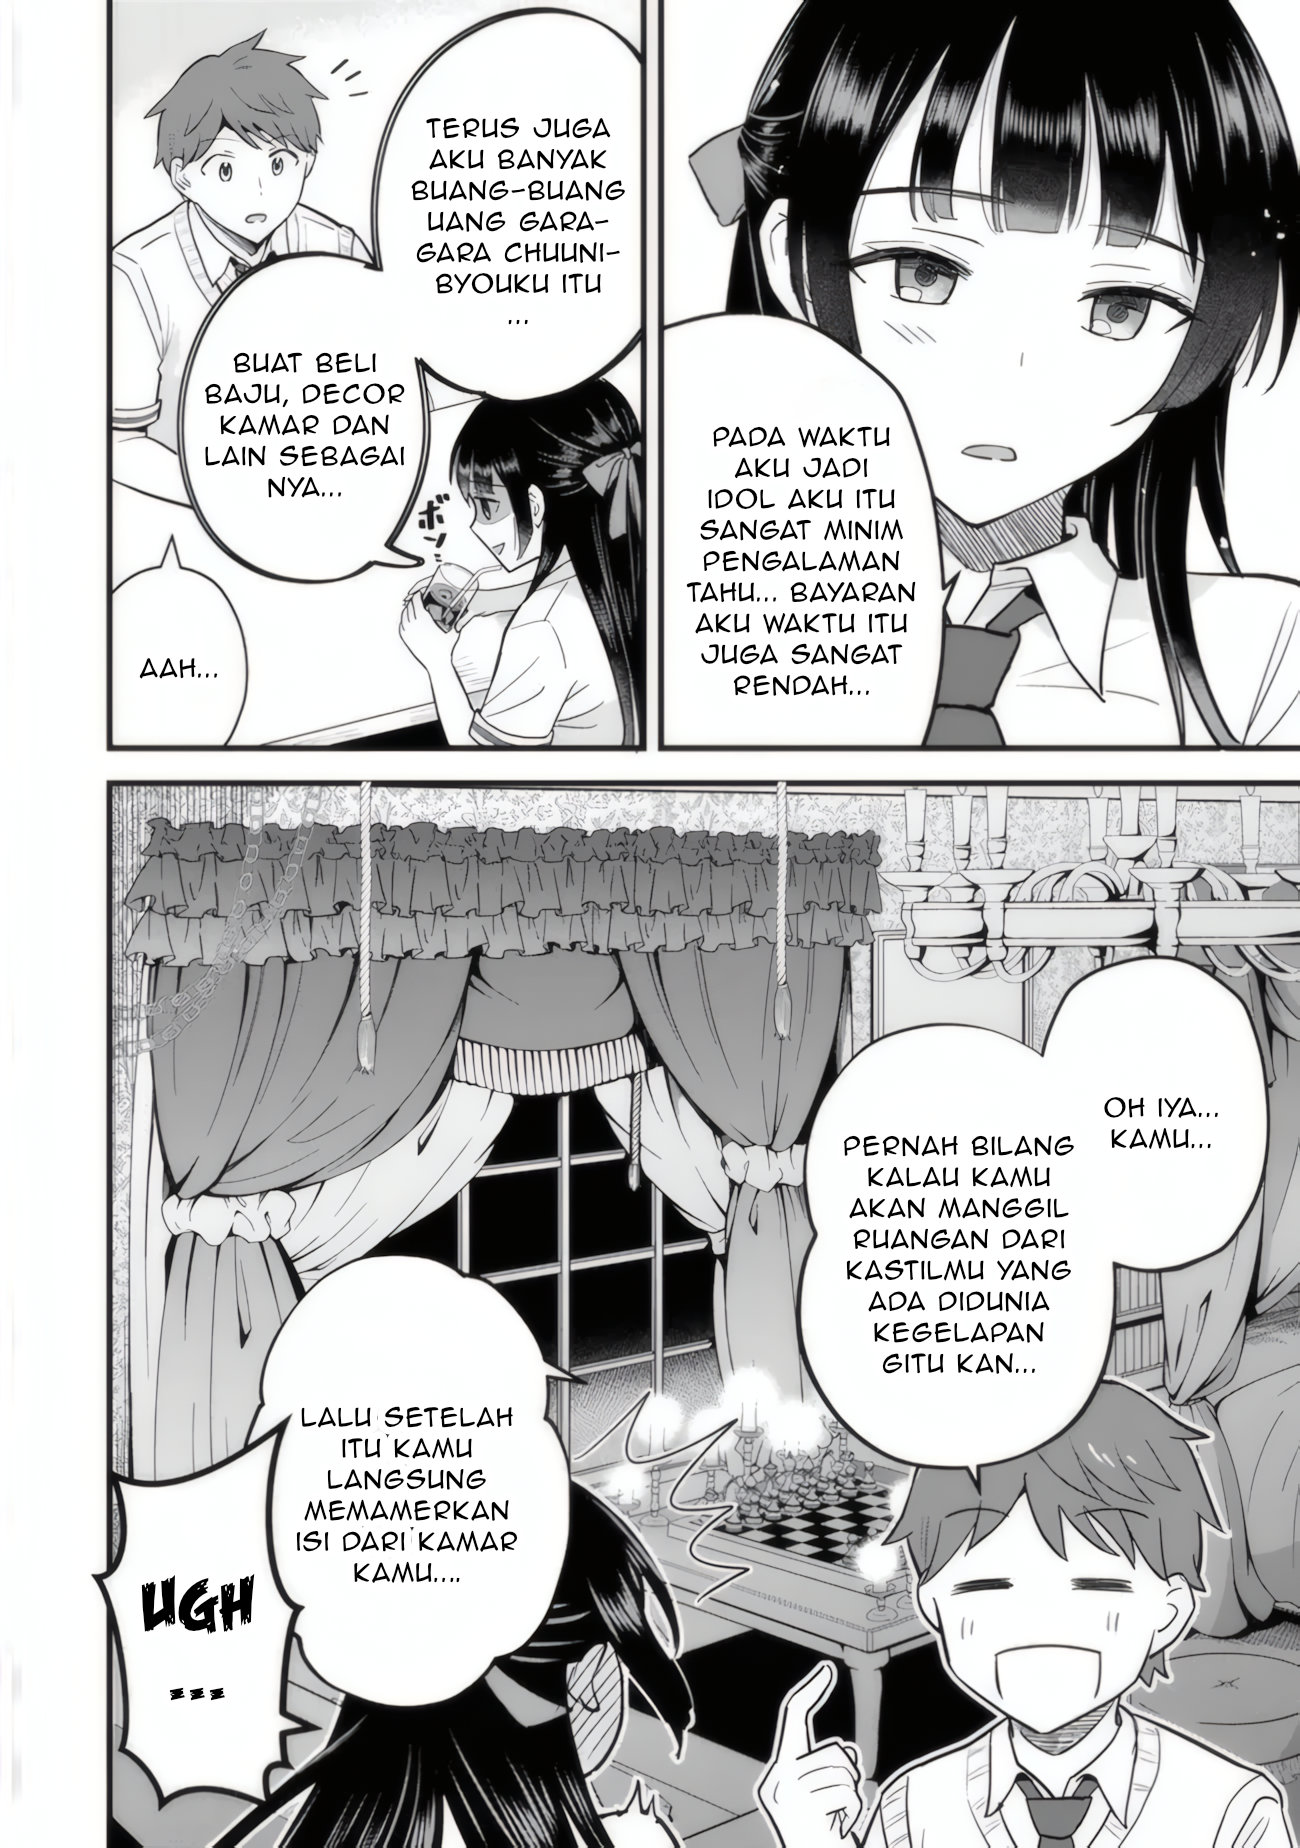 PADA WAKTU
AKU JADI
IDOL AKU ITU
SANGAT MINIM
PENGALAMAN
TAHU... BAYARAN
AKU WAKTU ITU
JUGA SANGAT
RENDAH...
TERUS JUGA
AKU BANYAK
BUANG-BUANG
UANG GARA-
GARA CHUUNI-
BYOUKU ITU
...
BUAT BELI
BAJU, DECOR
KAMAR DAN
LAIN SEBAGAI
NYA...
ボソ
AAH...
OH IYA...
KAMU...
PERNAH BILANG
KALAU KAMU
AKAN MANGGIL
RUANGAN DARI
KASTILMU YANG
ADA DIDUNIA
KEGELAPAN
GITU KAN...
LALU SETELAH
ITU KAMU
LANGSUNG
MEMAMERKAN
ISI DARI KAMAR
KAMU....
UGH
---